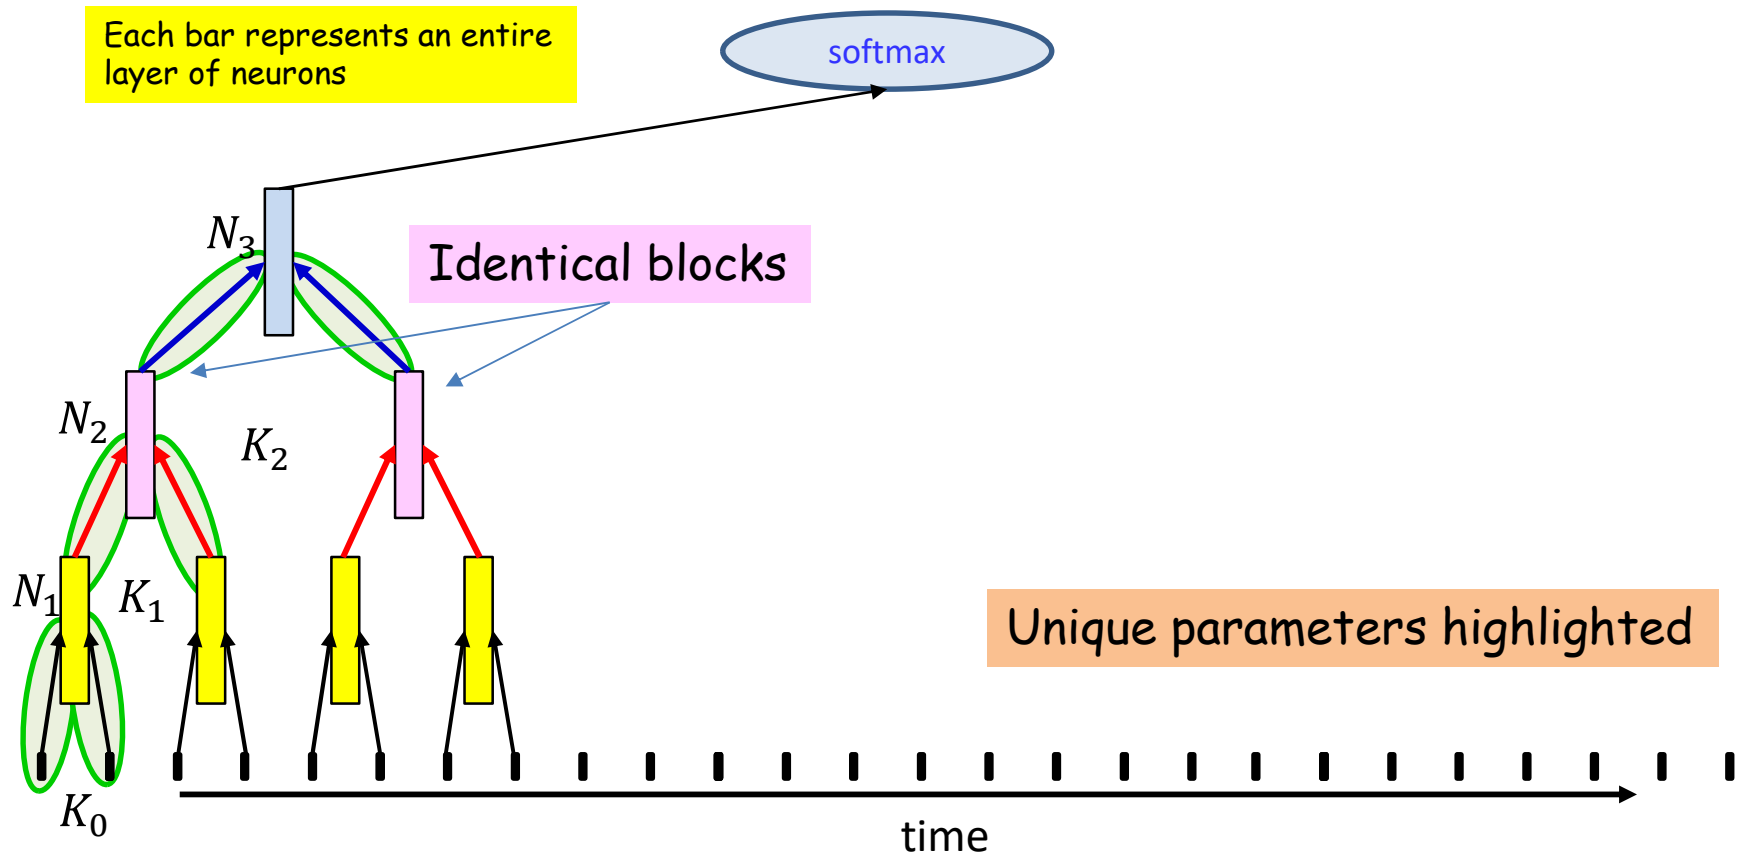 Each bar represents an entire
layer of neurons
softmax
N₃
Identical blocks
N₂
K₂
N₁
K₁
Unique parameters highlighted
K₀
time